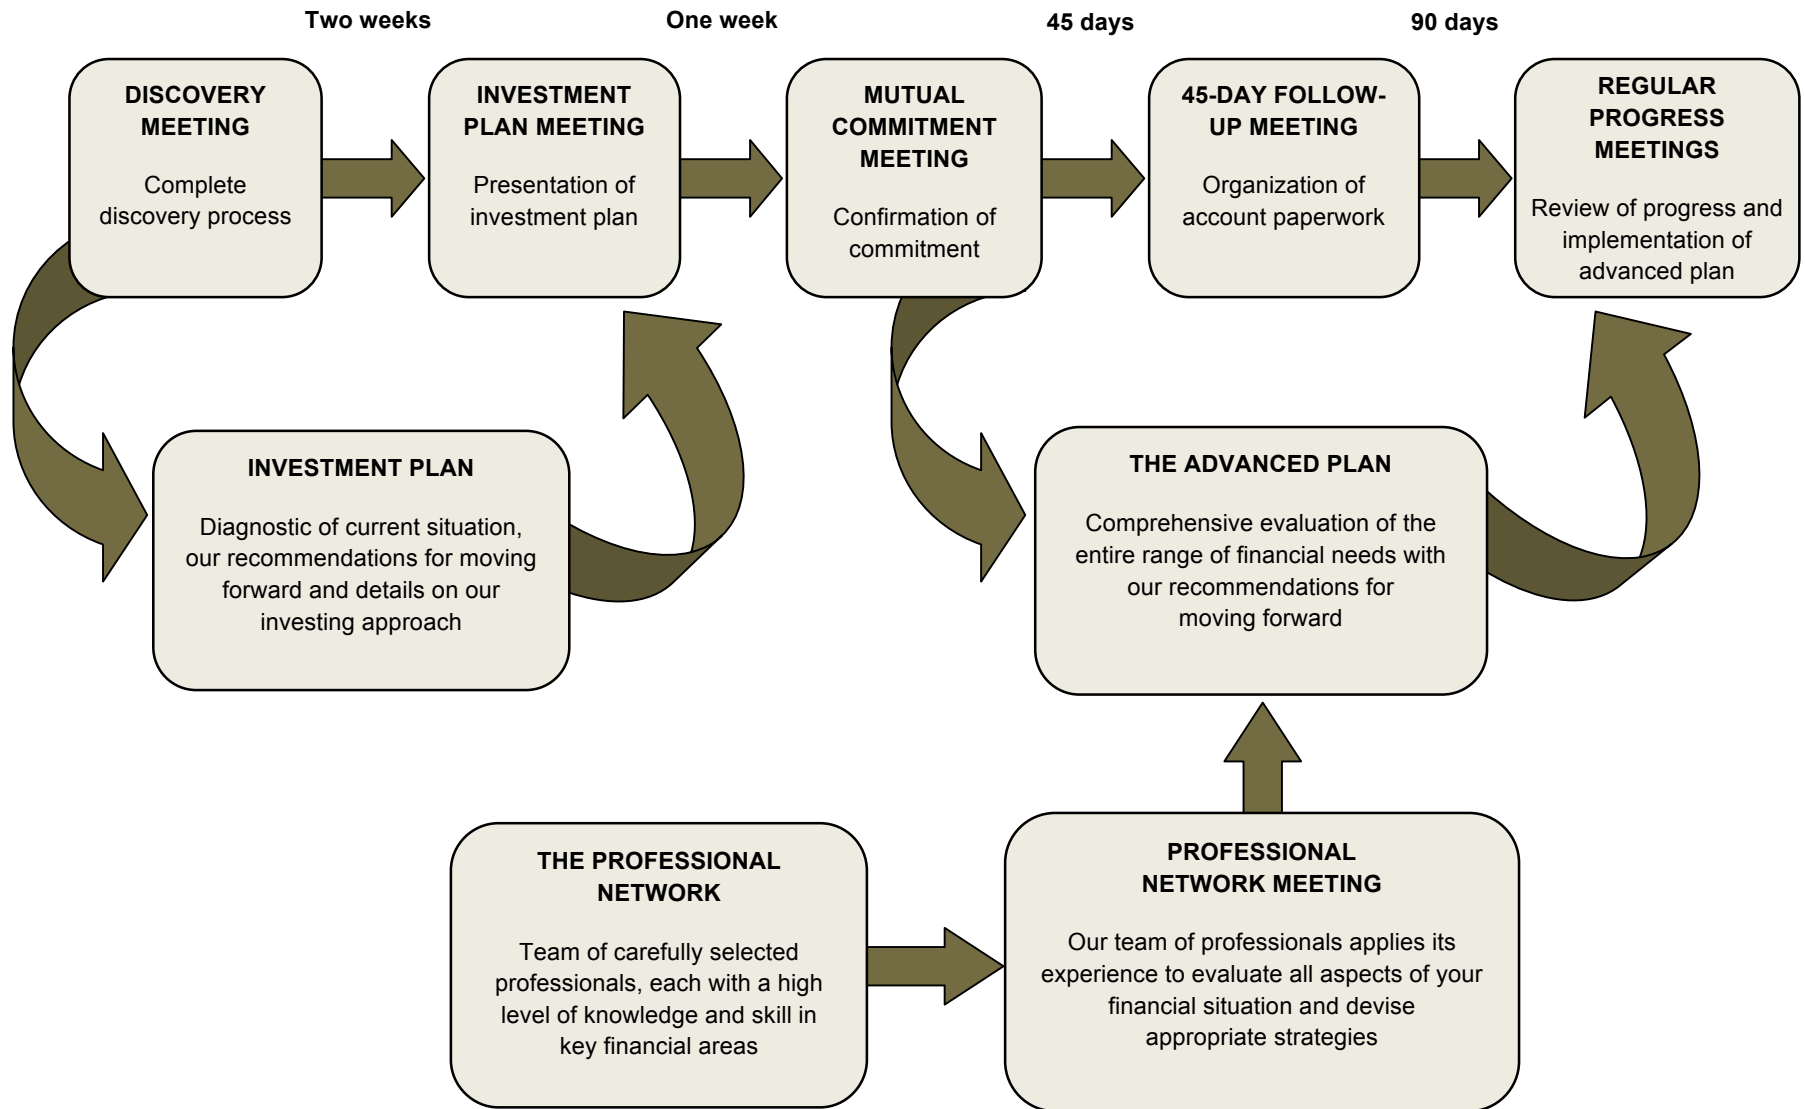 Two weeks
One week
45 days
90 days
DISCOVERY
MEETING
Complete
discovery process
INVESTMENT
PLAN MEETING
Presentation of
investment plan
MUTUAL
COMMITMENT
MEETING
Confirmation of
commitment
45-DAY FOLLOW-
UP MEETING
Organization of
account paperwork
REGULAR
PROGRESS
MEETINGS
Review of progress and
implementation of
advanced plan
INVESTMENT PLAN
Diagnostic of current situation,
our recommendations for moving
forward and details on our
investing approach
THE ADVANCED PLAN
Comprehensive evaluation of the
entire range of financial needs with
our recommendations for
moving forward
THE PROFESSIONAL
NETWORK
Team of carefully selected
professionals, each with a high
level of knowledge and skill in
key financial areas
PROFESSIONAL
NETWORK MEETING
Our team of professionals applies its
experience to evaluate all aspects of your
financial situation and devise
appropriate strategies